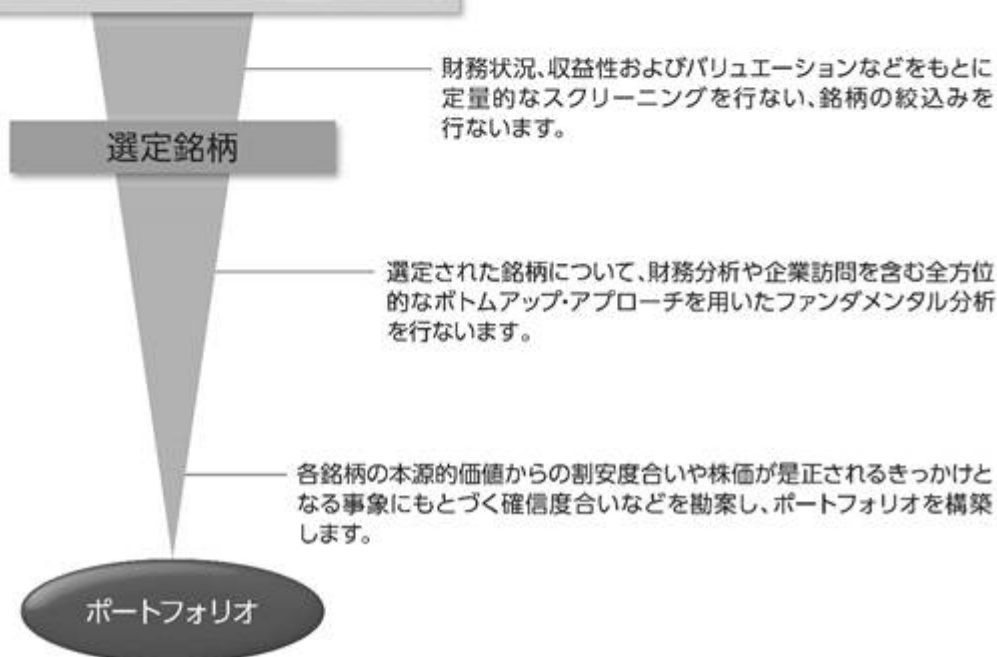 財務状況、収益性およびバリュエーションなどをもとに
定量的なスクリーニングを行ない、銘柄の絞込みを
行ないます。
選定銘柄
選定された銘柄について、財務分析や企業訪問を含む全方位
的なボトムアップ・アプローチを用いたファンダメンタル分析
を行ないます。
各銘柄の本源的価値からの割安度合いや株価が是正されるきっかけと
なる事象にもとづく確信度合いなどを勘案し、ポートフォリオを構築
します。
ポートフォリオ